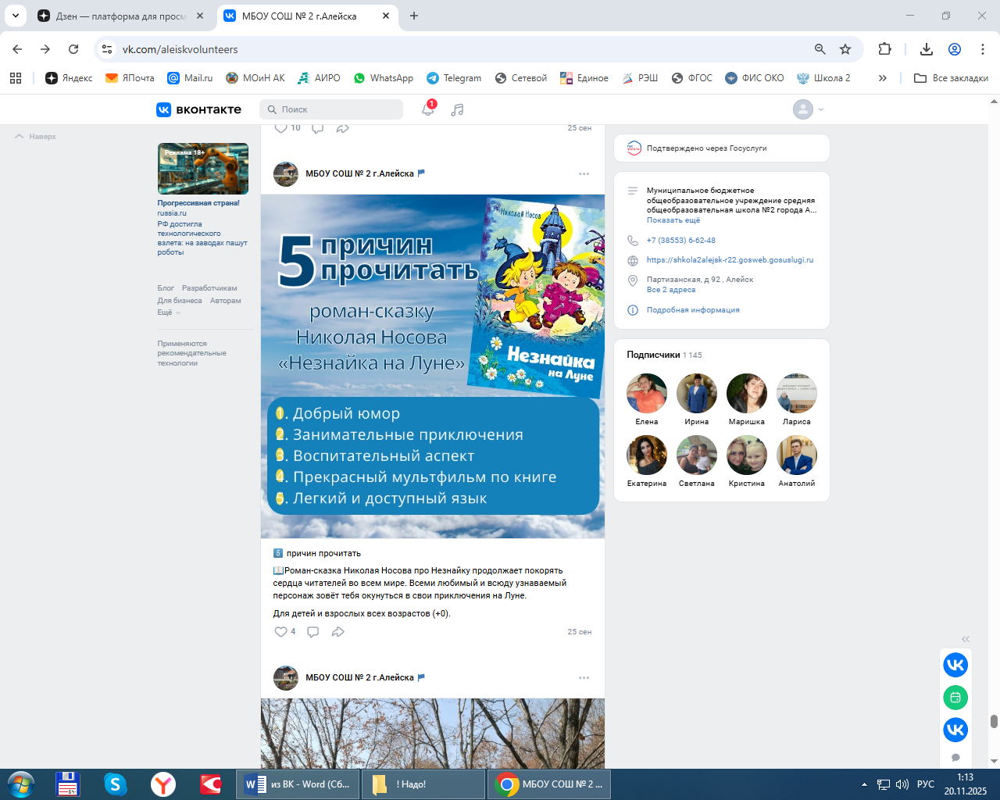 Дзен — платформа для просм
МБОУ СОШ № 2 г.Алейска
vk.com/aleiskvolunteers
Яндекс
ЯПочта
Mail.ru
МОиН АК
АИРО
WhatsApp
Telegram
Сетевой
Единое
РЭШ
ФГОС
ФИС ОКО
Школа 2
Все закладки
ВКОНТАКТЕ
Поиск
1
Наверх
Реклама 18+
Прогрессивная страна!
russia.ru
РФ достигла
технологического
взлета: на заводах пашут
роботы
Блог Разработчикам
Для бизнеса Авторам
Ещё
Применяются
рекомендательные
технологии
10
25 сен
МБОУ СОШ № 2 г.Алейска
5 причин
прочитать
роман-сказку
Николая Носова
«Незнайка на Луне»
Николай Носов
Незнайка
на Луне
1. Добрый юмор
2. Занимательные приключения
3. Воспитательный аспект
4. Прекрасный мультфильм по книге
5. Легкий и доступный язык
5 причин прочитать
📖Роман-сказка Николая Носова про Незнайку продолжает покорять
сердца читателей во всем мире. Всеми любимый и всюду узнаваемый
персонаж зовёт тебя окунуться в свои приключения на Луне.
Для детей и взрослых всех возрастов (+0).
4
25 сен
МБОУ СОШ № 2 г.Алейска
Подтверждено через Госуслуги
Муниципальное бюджетное
общеобразовательное учреждение средняя
общеобразовательная школа №2 города А...
Показать ещё
+7 (38553) 6-62-48
https://shkola2alejsk-r22.gosweb.gosuslugi.ru
Партизанская, д 92 , Алейск
Все 2 адреса
Подробная информация
Подписчики 1 145
Елена
Ирина
Маришка
Лариса
Екатерина
Светлана
Кристина
Анатолий
из ВК - Word (Сб...
! Надо!
МБОУ СОШ № 2 ...
РУС
1:13
20.11.2025